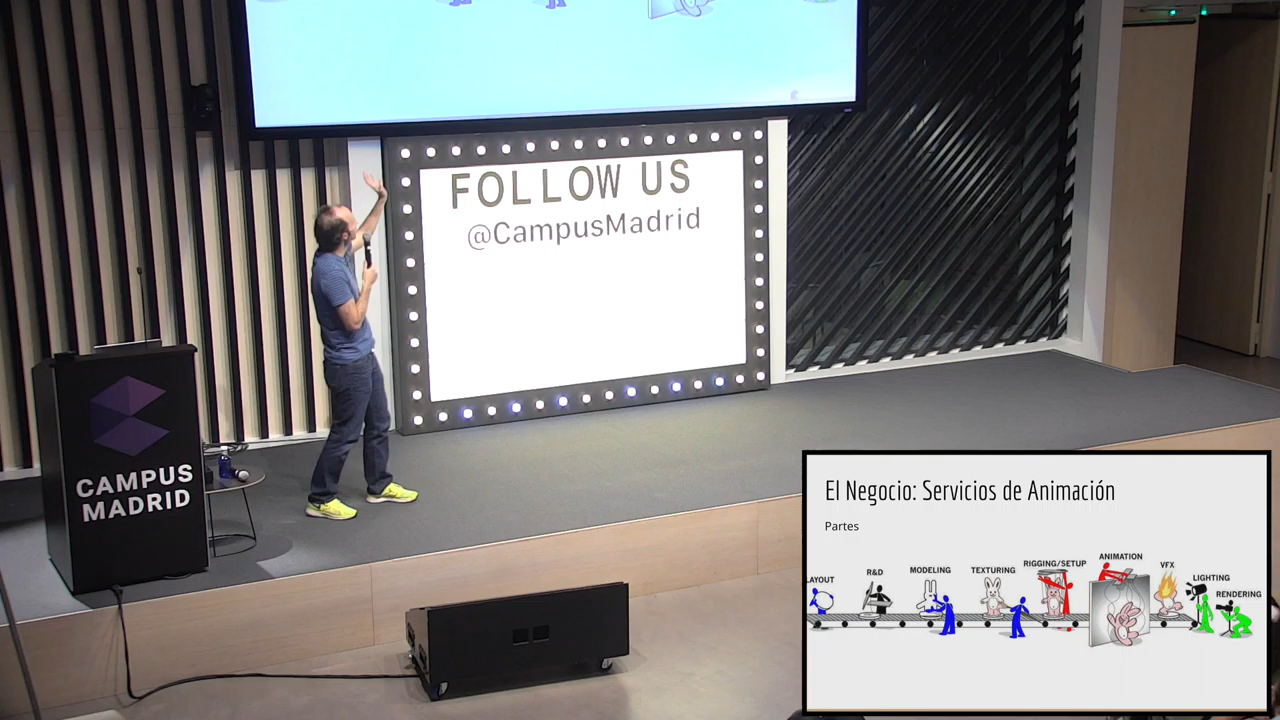 FOLLOW US
@CampusMadrid
CAMPUS
MADRID
El Negocio: Servicios de Animación
Partes
LAYOUT
R&D
MODELING
TEXTURING
RIGGING/SETUP
ANIMATION
VFX
LIGHTING
RENDERING